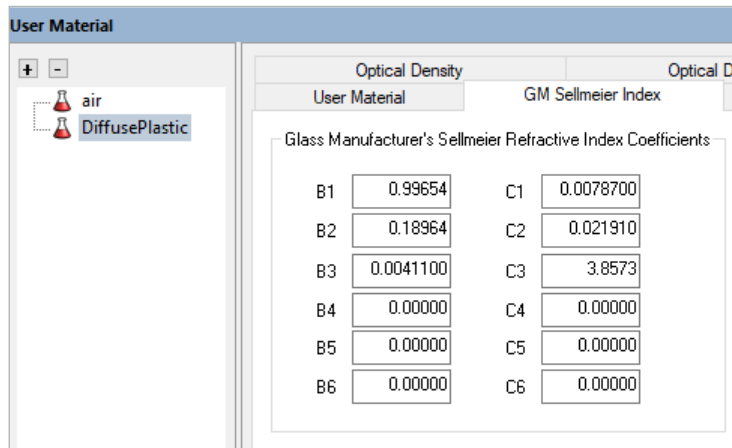 User Material
+ -
air
DiffusePlastic
Optical Density Optical D
User Material GM Sellmeier Index
Glass Manufacturer's Sellmeier Refractive Index Coefficients
B1 0.99654 C1 0.0078700
B2 0.18964 C2 0.021910
B3 0.0041100 C3 3.8573
B4 0.00000 C4 0.00000
B5 0.00000 C5 0.00000
B6 0.00000 C6 0.00000